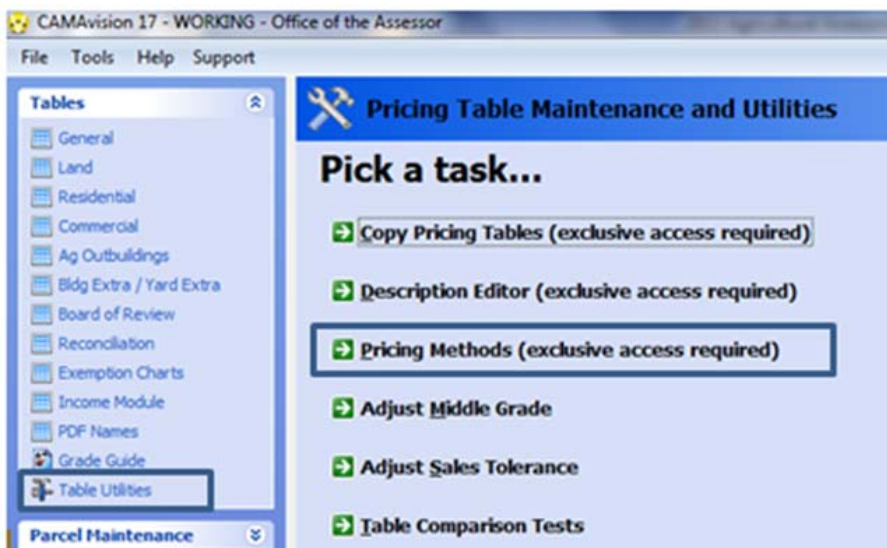 CAMAvision 17 - WORKING - Office of the Assessor
File Tools Help Support
Tables
General
Land
Residential
Commercial
Ag Outbuildings
Bldg Extra / Yard Extra
Board of Review
Reconciliation
Exemption Charts
Income Module
PDF Names
Grade Guide
Table Utilities
Parcel Maintenance
Pricing Table Maintenance and Utilities
Pick a task...
Copy Pricing Tables (exclusive access required)
Description Editor (exclusive access required)
Pricing Methods (exclusive access required)
Adjust Middle Grade
Adjust Sales Tolerance
Table Comparison Tests